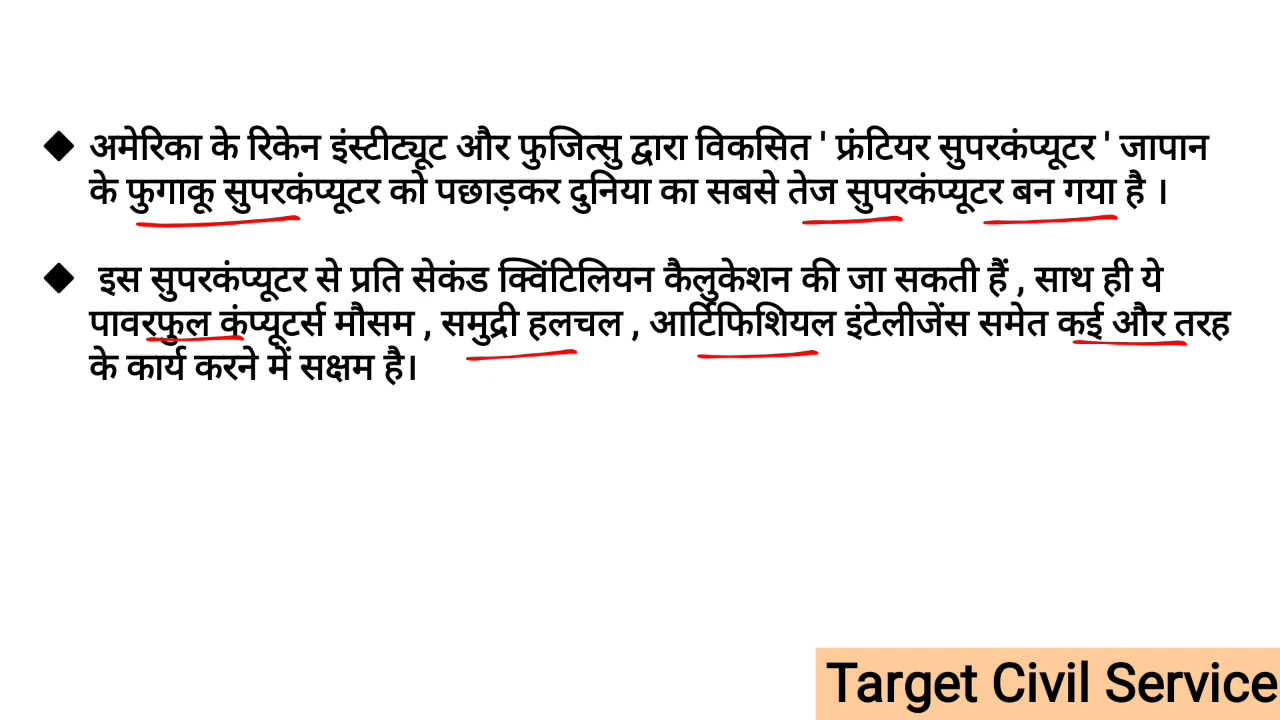 ◆ अमेरिका के रिकेन इंस्टीट्यूट और फुजित्सु द्वारा विकसित ' फ्रंटियर सुपरकंप्यूटर ' जापान
के फुगाकू सुपरकंप्यूटर को पछाड़कर दुनिया का सबसे तेज सुपरकंप्यूटर बन गया है ।
◆ इस सुपरकंप्यूटर से प्रति सेकंड क्विंटिलियन कैलुकेशन की जा सकती हैं , साथ ही ये
पावरफुल कंप्यूटर्स मौसम , समुद्री हलचल , आर्टिफिशियल इंटेलीजेंस समेत कई और तरह
के कार्य करने में सक्षम है।
Target Civil Service